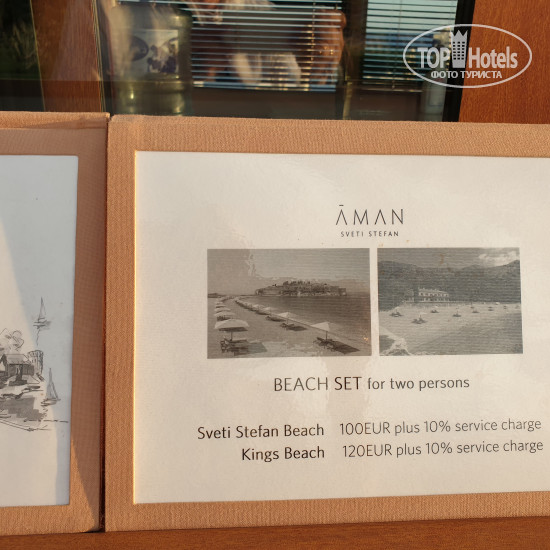 TOP Hotels
ФОТО ТУРИСТА
ĀMAN
SVETI STEFAN
BEACH SET for two persons
Sveti Stefan Beach 100EUR plus 10% service charge
Kings Beach 120EUR plus 10% service charge